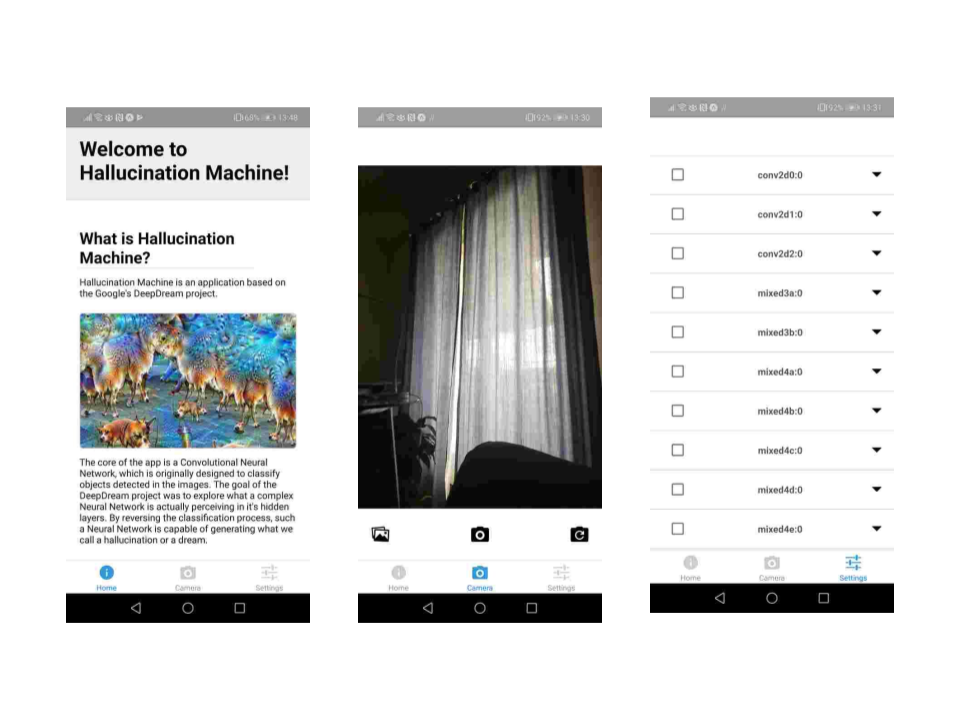 68% 13:48
Welcome to
Hallucination Machine!
What is Hallucination
Machine?
Hallucination Machine is an application based on
the Google's DeepDream project.
The core of the app is a Convolutional Neural
Network, which is originally designed to classify
objects detected in the images. The goal of the
DeepDream project was to explore what a complex
Neural Network is actually perceiving in it's hidden
layers. By reversing the classification process, such
a Neural Network is capable of generating what we
call a hallucination or a dream.
Home Camera Settings
92% 13:30
Home Camera Settings
92% 13:31
conv2d0:0
conv2d1:0
conv2d2:0
mixed3a:0
mixed3b:0
mixed4a:0
mixed4b:0
mixed4c:0
mixed4d:0
mixed4e:0
Home Camera Settings